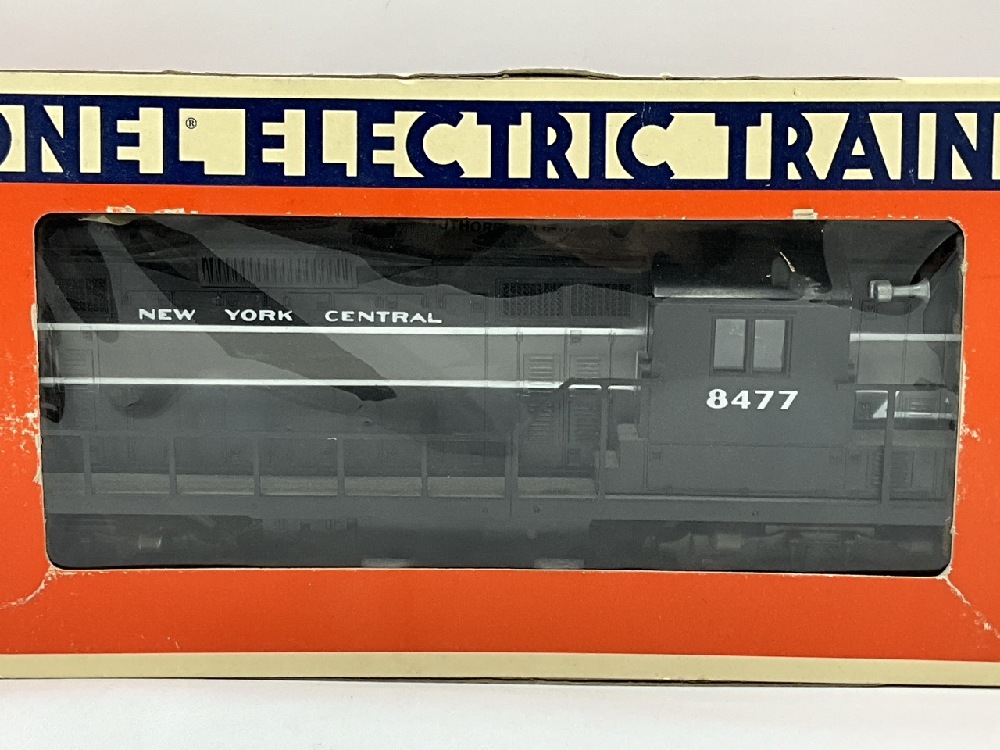 ONEL® ELECTRIC TRAIN
NEW YORK CENTRAL
8477